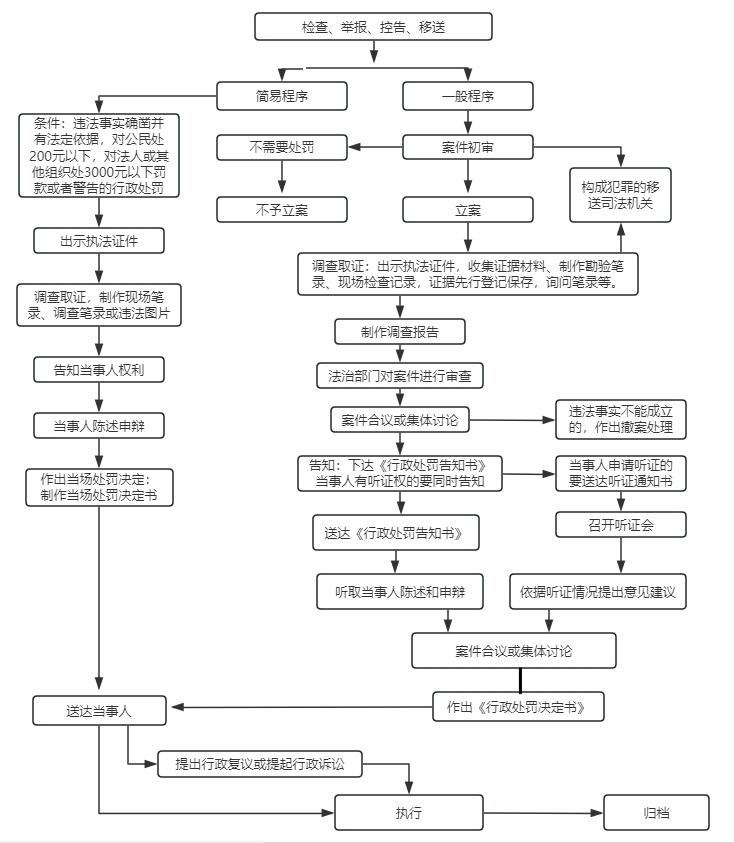 检查、举报、控告、移送
简易程序
一般程序
条件：违法事实确凿并
有法定依据，对公民处
200元以下，对法人或其
他组织处3000元以下罚
款或者警告的行政处罚
不需要处罚
案件初审
构成犯罪的移
送司法机关
不予立案
立案
出示执法证件
调查取证：出示执法证件，收集证据材料、制作勘验笔
录、现场检查记录，证据先行登记保存，询问笔录等。
调查取证，制作现场笔
录、调查笔录或违法图片
制作调查报告
告知当事人权利
法治部门对案件进行审查
当事人陈述申辩
案件合议或集体讨论
违法事实不能成立
的，作出撤案处理
作出当场处罚决定：
制作当场处罚决定书
告知：下达《行政处罚告知书》
当事人有听证权的要同时告知
当事人申请听证的
要送达听证通知书
送达《行政处罚告知书》
召开听证会
听取当事人陈述和申辩
依据听证情况提出意见建议
案件合议或集体讨论
送达当事人
作出《行政处罚决定书》
提出行政复议或提起行政诉讼
执行
归档